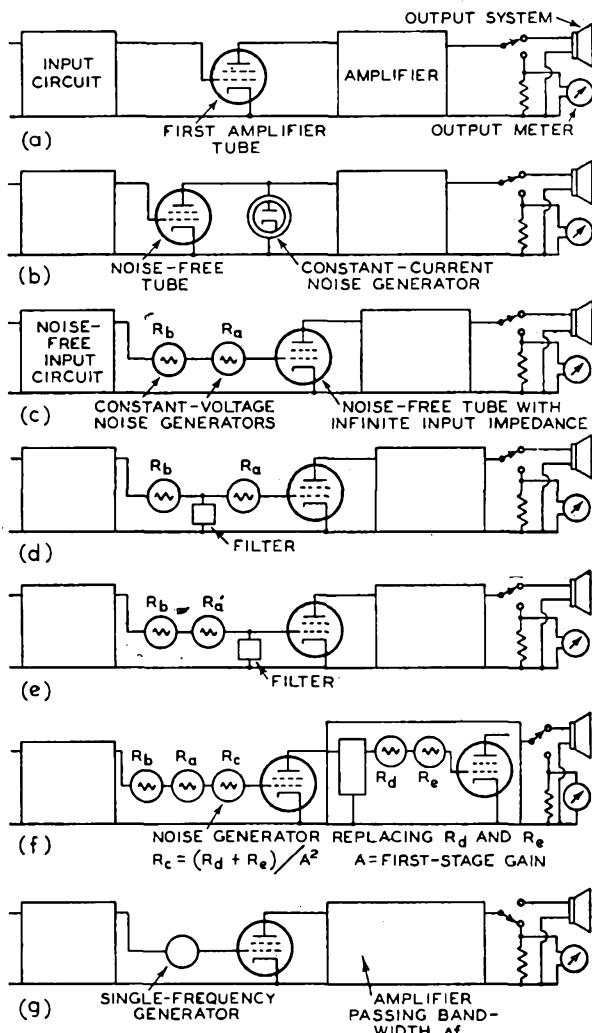 OUTPUT SYSTEM
INPUT
CIRCUIT
AMPLIFIER
FIRST AMPLIFIER
TUBE
OUTPUT METER
(a)
NOISE-FREE
TUBE
CONSTANT-CURRENT
NOISE GENERATOR
(b)
NOISE-
FREE
INPUT
CIRCUIT
Rb
Ra
CONSTANT-VOLTAGE
NOISE GENERATORS
NOISE-FREE TUBE WITH
INFINITE INPUT IMPEDANCE
(c)
Rb
Ra
FILTER
(d)
Rb
Ra'
FILTER
(e)
Rb
Ra
Rc
Rd
Re
NOISE GENERATOR REPLACING Rd AND Re
Rc = (Rd + Re)/A² A = FIRST-STAGE GAIN
(f)
SINGLE-FREQUENCY
GENERATOR
AMPLIFIER
PASSING BAND-
WIDTH Δf
(g)